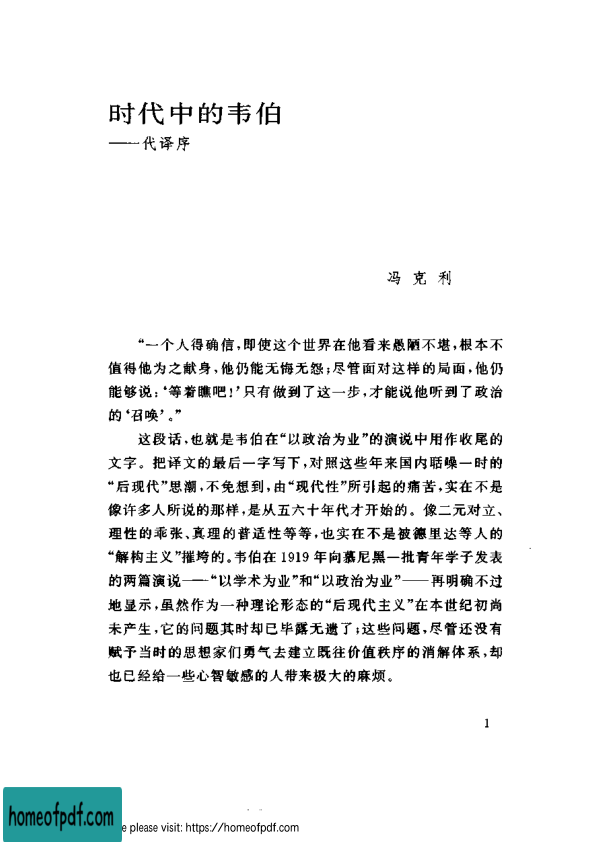 时代中的韦伯
——代译序
冯克利
“一个人得确信,即使这个世界在他看来愚陋不堪,根本不
值得他为之献身,他仍能无悔无怨;尽管面对这样的局面,他仍
能够说:‘等着瞧吧!’只有做到了这一步,才能说他听到了政治
的‘召唤’。”
这段话,也就是韦伯在“以政治为业”的演说中用作收尾的
文字。把译文的最后一字写下,对照这些年来国内聒噪一时的
“后现代”思潮,不免想到,由“现代性”所引起的痛苦,实在不是
像许多人所说的那样,是从五六十年代才开始的。像二元对立、
理性的乖张、真理的普适性等等,也实在不是被德里达等人的
“解构主义”摧垮的。韦伯在1919年向慕尼黑一批青年学子发表
的两篇演说——“以学术为业”和“以政治为业”——再明确不过
地显示,虽然作为一种理论形态的“后现代主义”在本世纪初尚
未产生,它的问题其时却已毕露无遗了;这些问题,尽管还没有
赋予当时的思想家们勇气去建立既往价值秩序的消解体系,却
也已经给一些心智敏感的人带来极大的麻烦。
1
homeofpdf.com
e please visit: https://homeofpdf.com